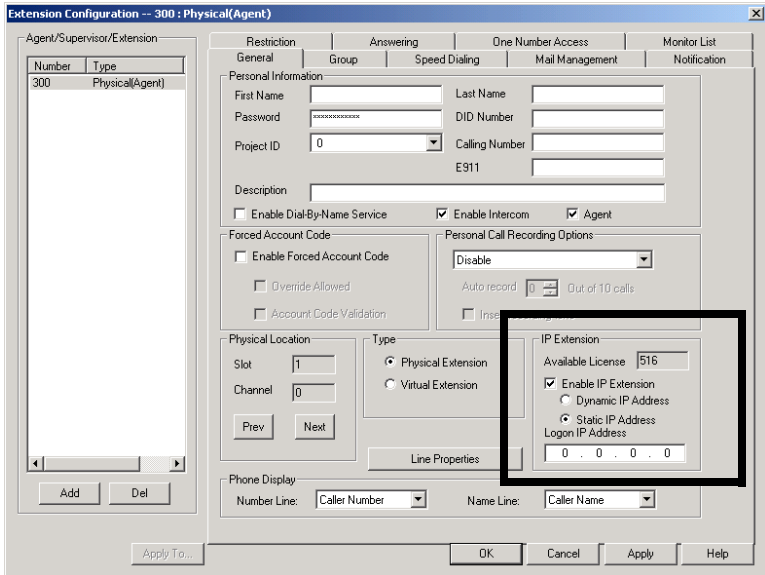 Extension Configuration -- 300 : Physical(Agent)
Agent/Supervisor/Extension
Number Type
300 Physical(Agent)
Add Del
Apply To...
Restriction Answering One Number Access Monitor List
General Group Speed Dialing Mail Management Notification
Personal Information
First Name Last Name
Password xxxxxxxxxxxx DID Number
Project ID 0 Calling Number
E911
Description
Enable Dial-By-Name Service Enable Intercom Agent
Forced Account Code
Enable Forced Account Code
Override Allowed
Account Code Validation
Personal Call Recording Options
Disable
Auto record 0 Out of 10 calls
Physical Location
Slot 1
Channel 0
Prev Next
Type
Physical Extension
Virtual Extension
Line Properties
IP Extension
Available License 516
Enable IP Extension
Dynamic IP Address
Static IP Address
Logon IP Address
0 . 0 . 0 . 0
Phone Display
Number Line: Caller Number Name Line: Caller Name
OK Cancel Apply Help